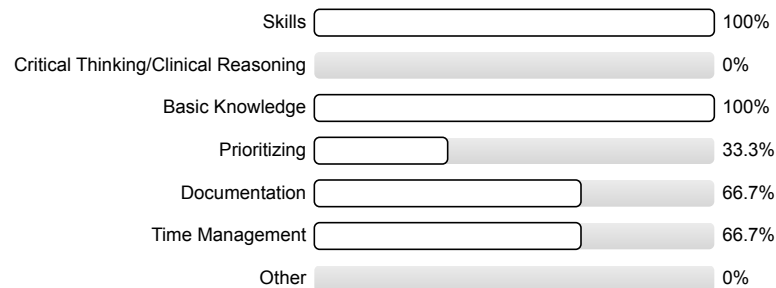 Skills 100%
Critical Thinking/Clinical Reasoning 0%
Basic Knowledge 100%
Prioritizing 33.3%
Documentation 66.7%
Time Management 66.7%
Other 0%